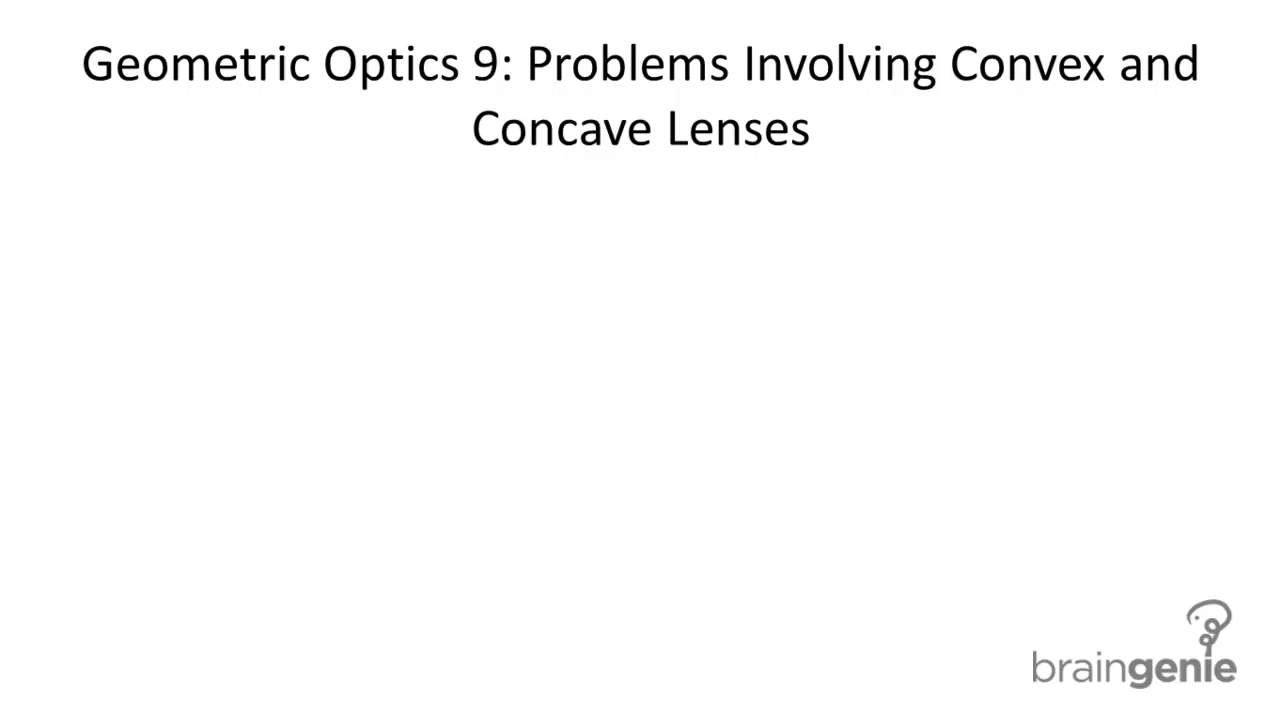 Geometric Optics 9: Problems Involving Convex and
Concave Lenses
braingenie